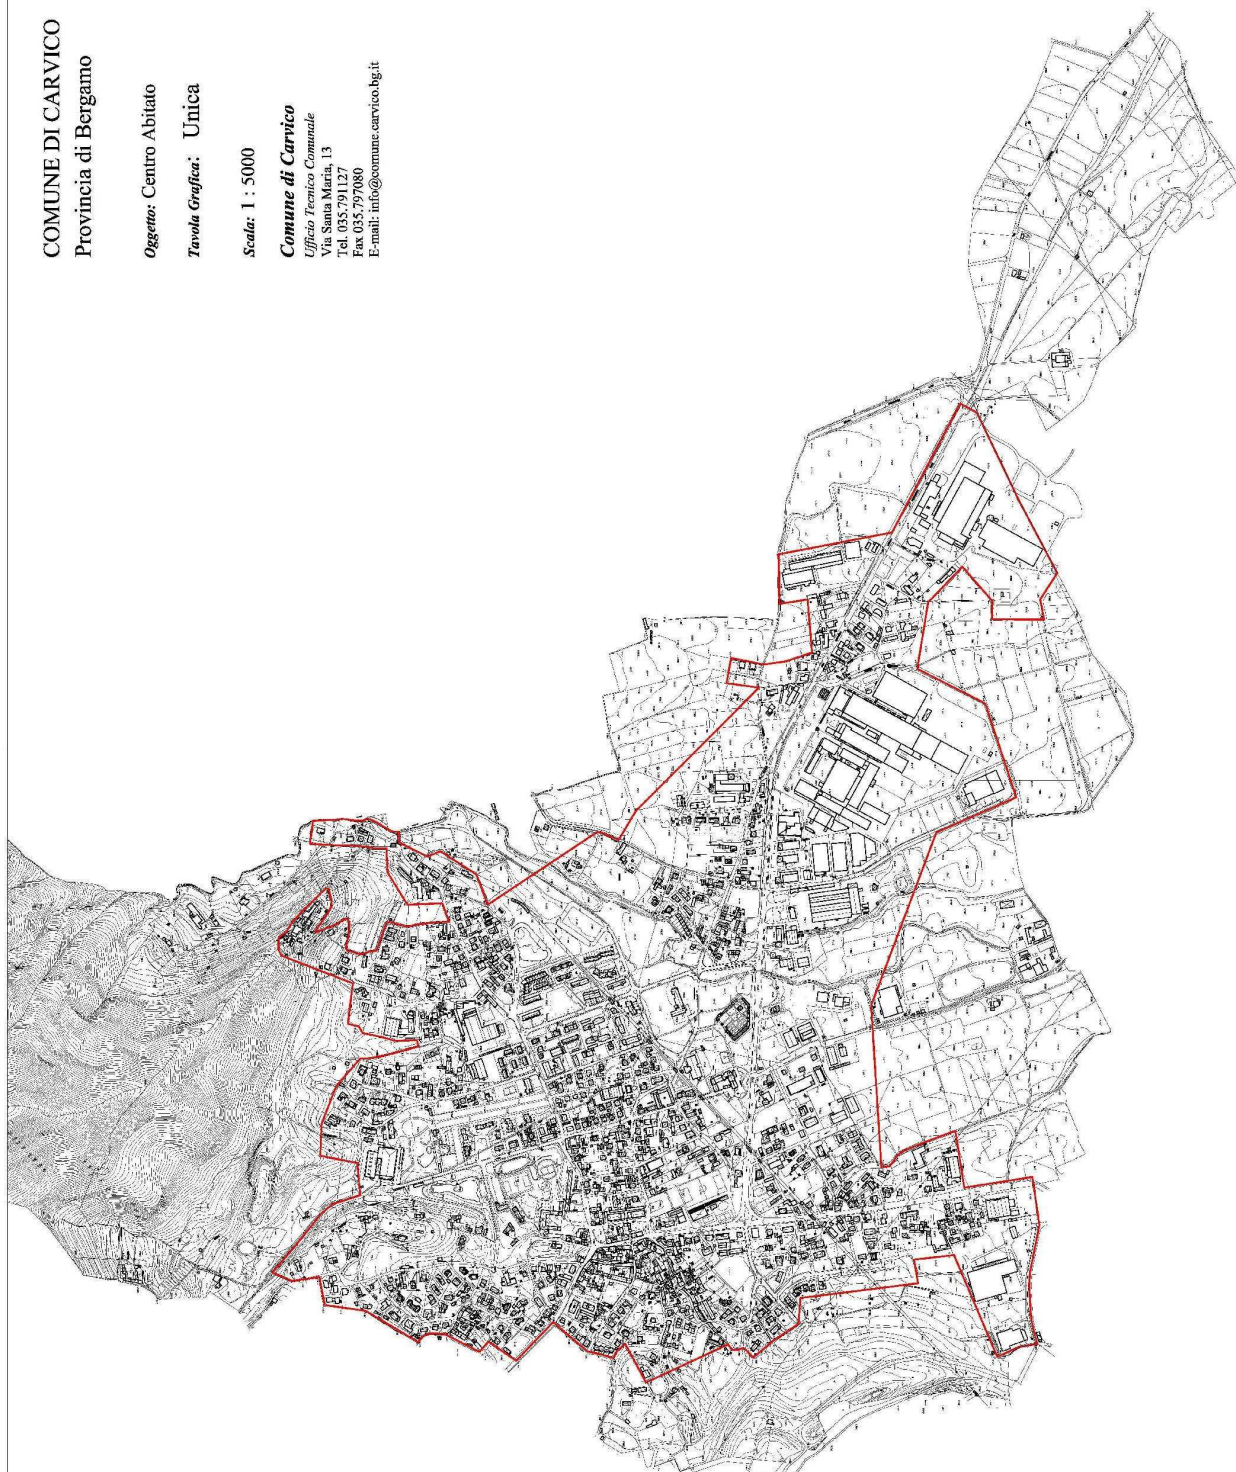 COMUNE DI CARVICO
Provincia di Bergamo
Oggetto: Centro Abitato
Tavola Grafica: Unica
Scala: 1 : 5000
Comune di Carvico
Ufficio Tecnico Comunale
Via Santa Maria, 13
Tel. 035.791127
Fax 035.797080
E-mail: info@comune.carvico.bg.it